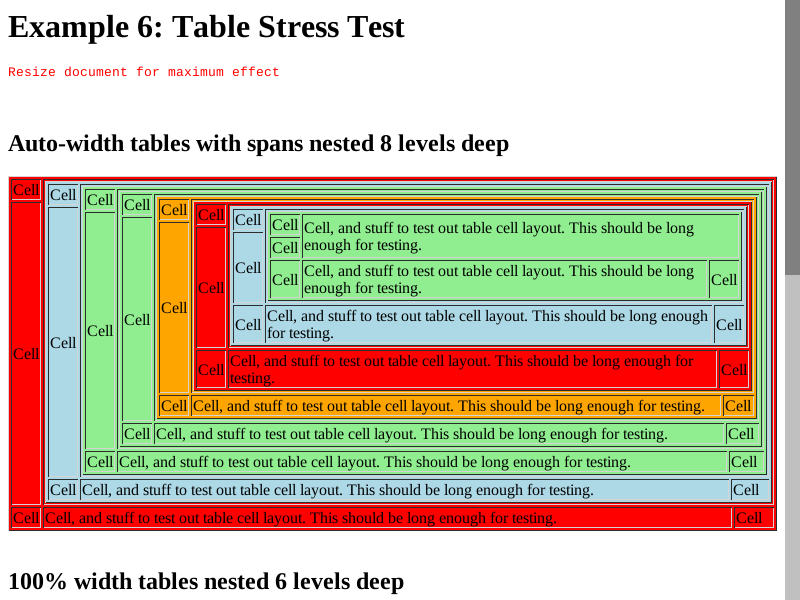 Example 6: Table Stress Test
Resize document for maximum effect
Auto-width tables with spans nested 8 levels deep
Cell
Cell
Cell
Cell
Cell
Cell
Cell
Cell
Cell, and stuff to test out table cell layout. This should be long
enough for testing.
Cell
Cell
Cell, and stuff to test out table cell layout. This should be long
enough for testing.
Cell
Cell
Cell
Cell, and stuff to test out table cell layout. This should be long enough
for testing.
Cell
Cell
Cell
Cell, and stuff to test out table cell layout. This should be long enough for
testing.
Cell
Cell
Cell
Cell, and stuff to test out table cell layout. This should be long enough for testing.
Cell
Cell
Cell
Cell, and stuff to test out table cell layout. This should be long enough for testing.
Cell
Cell
Cell
Cell, and stuff to test out table cell layout. This should be long enough for testing.
Cell
Cell
Cell
Cell, and stuff to test out table cell layout. This should be long enough for testing.
Cell
Cell
Cell
Cell, and stuff to test out table cell layout. This should be long enough for testing.
Cell
100% width tables nested 6 levels deep